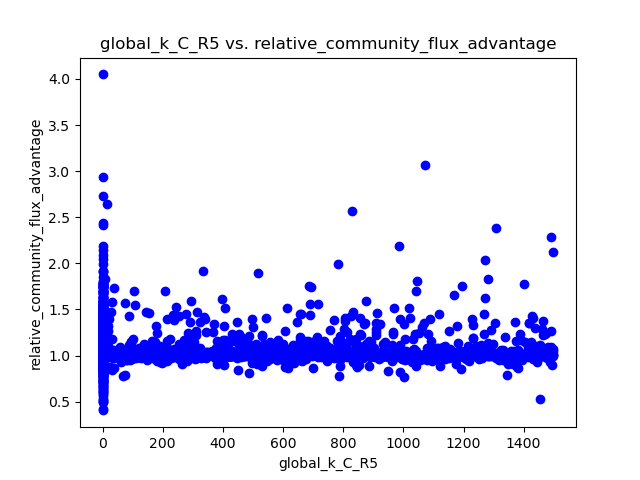 global_k_C_R5 vs. relative_community_flux_advantage
relative_community_flux_advantage
4.0
3.5
3.0
2.5
2.0
1.5
1.0
0.5
0 200 400 600 800 1000 1200 1400
global_k_C_R5